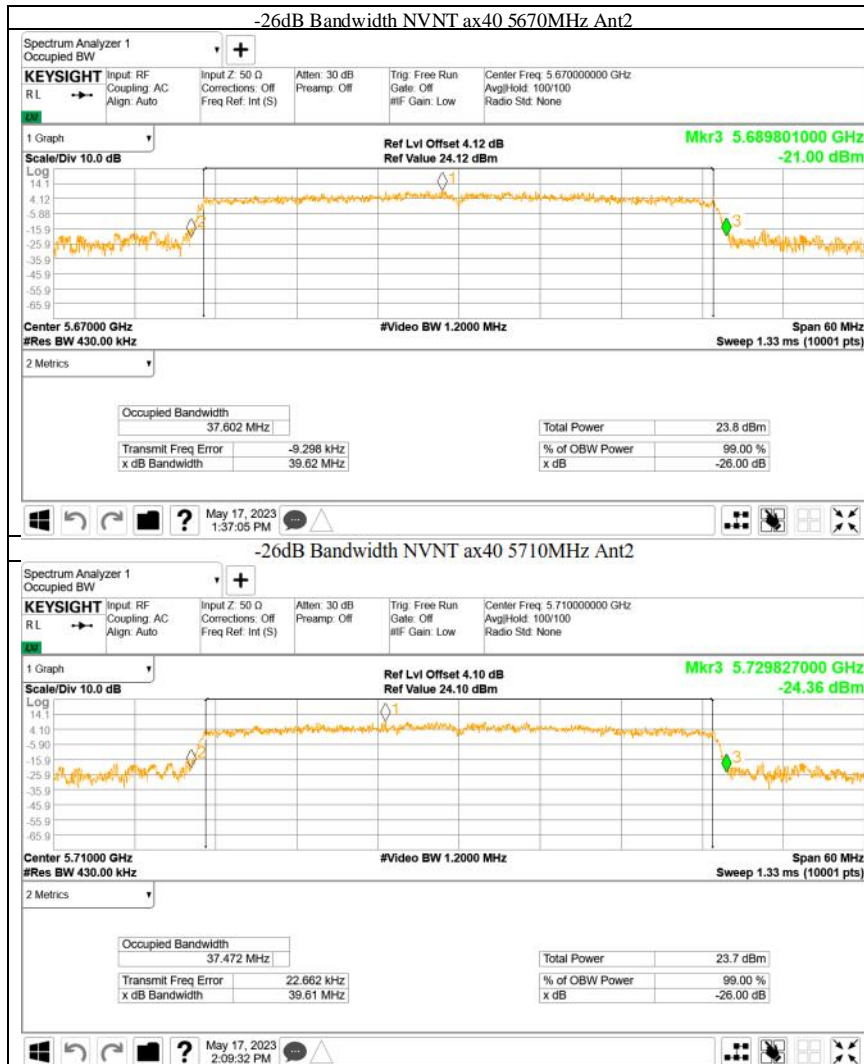 -26dB Bandwidth NVNT ax40 5670MHz Ant2
Spectrum Analyzer 1
Occupied BW
KEYSIGHT Input: RF Input Z: 50 Ω Atten: 30 dB Trig: Free Run Center Freq: 5.670000000 GHz
RL Coupling: AC Corrections: Off Preamp: Off Gate: Off Avg|Hold: 100/100
Align: Auto Freq Ref: Int (S) #IF Gain: Low Radio Std: None
1 Graph
Ref Lvl Offset 4.12 dB
Mkr3 5.689801000 GHz
Scale/Div 10.0 dB
Ref Value 24.12 dBm
-21.00 dBm
Log
14.1
4.12
-5.88
-15.9
-25.9
-35.9
-45.9
-55.9
-65.9
1
2
3
Center 5.67000 GHz #Video BW 1.2000 MHz Span 60 MHz
#Res BW 430.00 kHz Sweep 1.33 ms (10001 pts)
2 Metrics
Occupied Bandwidth
37.602 MHz Total Power 23.8 dBm
Transmit Freq Error -9.298 kHz % of OBW Power 99.00 %
x dB Bandwidth 39.62 MHz x dB -26.00 dB
May 17, 2023
1:37:05 PM
-26dB Bandwidth NVNT ax40 5710MHz Ant2
Spectrum Analyzer 1
Occupied BW
KEYSIGHT Input: RF Input Z: 50 Ω Atten: 30 dB Trig: Free Run Center Freq: 5.710000000 GHz
RL Coupling: AC Corrections: Off Preamp: Off Gate: Off Avg|Hold: 100/100
Align: Auto Freq Ref: Int (S) #IF Gain: Low Radio Std: None
1 Graph
Ref Lvl Offset 4.10 dB
Mkr3 5.729827000 GHz
Scale/Div 10.0 dB
Ref Value 24.10 dBm
-24.36 dBm
Log
14.1
4.10
-5.90
-15.9
-25.9
-35.9
-45.9
-55.9
-65.9
1
2
3
Center 5.71000 GHz #Video BW 1.2000 MHz Span 60 MHz
#Res BW 430.00 kHz Sweep 1.33 ms (10001 pts)
2 Metrics
Occupied Bandwidth
37.472 MHz Total Power 23.7 dBm
Transmit Freq Error 22.662 kHz % of OBW Power 99.00 %
x dB Bandwidth 39.61 MHz x dB -26.00 dB
May 17, 2023
2:09:32 PM